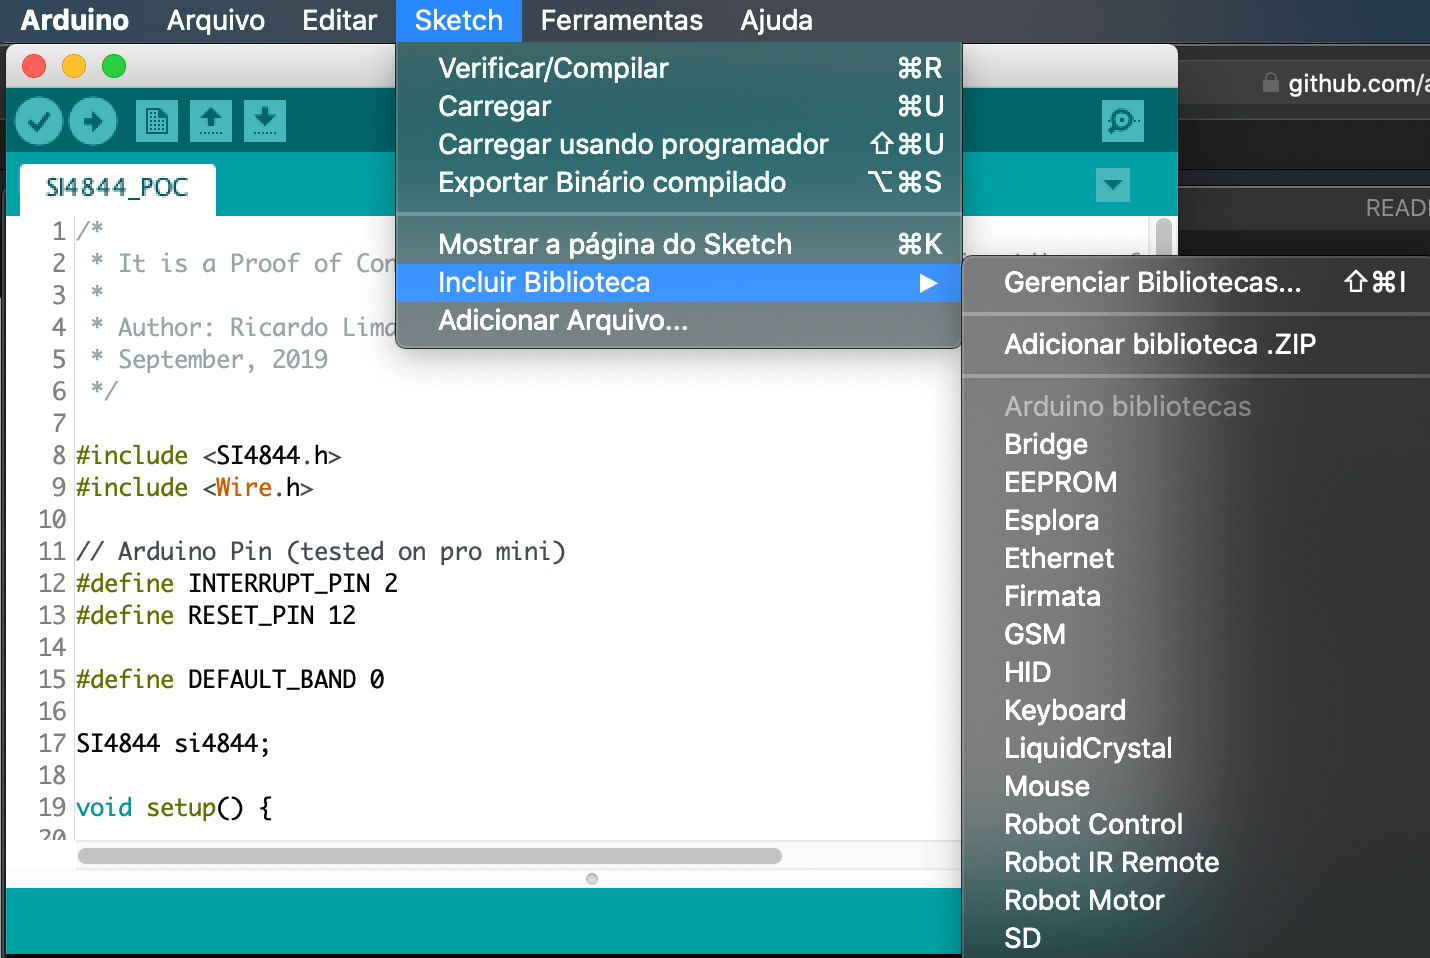 Arduino Arquivo Editar Sketch Ferramentas Ajuda
Verificar/Compilar ⌘R
Carregar ⌘U
Carregar usando programador ⇧⌘U
Exportar Binário compilado ⌥⌘S
Mostrar a página do Sketch ⌘K
Incluir Biblioteca ▶
Adicionar Arquivo...
github.com/a
READ
Gerenciar Bibliotecas... ⇧⌘I
Adicionar biblioteca .ZIP
Arduino bibliotecas
Bridge
EEPROM
Esplora
Ethernet
Firmata
GSM
HID
Keyboard
LiquidCrystal
Mouse
Robot Control
Robot IR Remote
Robot Motor
SD
SI4844_POC
1 /*
2 * It is a Proof of Con
3 *
4 * Author: Ricardo Lima
5 * September, 2019
6 */
7
8 #include <SI4844.h>
9 #include <Wire.h>
10
11 // Arduino Pin (tested on pro mini)
12 #define INTERRUPT_PIN 2
13 #define RESET_PIN 12
14
15 #define DEFAULT_BAND 0
16
17 SI4844 si4844;
18
19 void setup() {
20